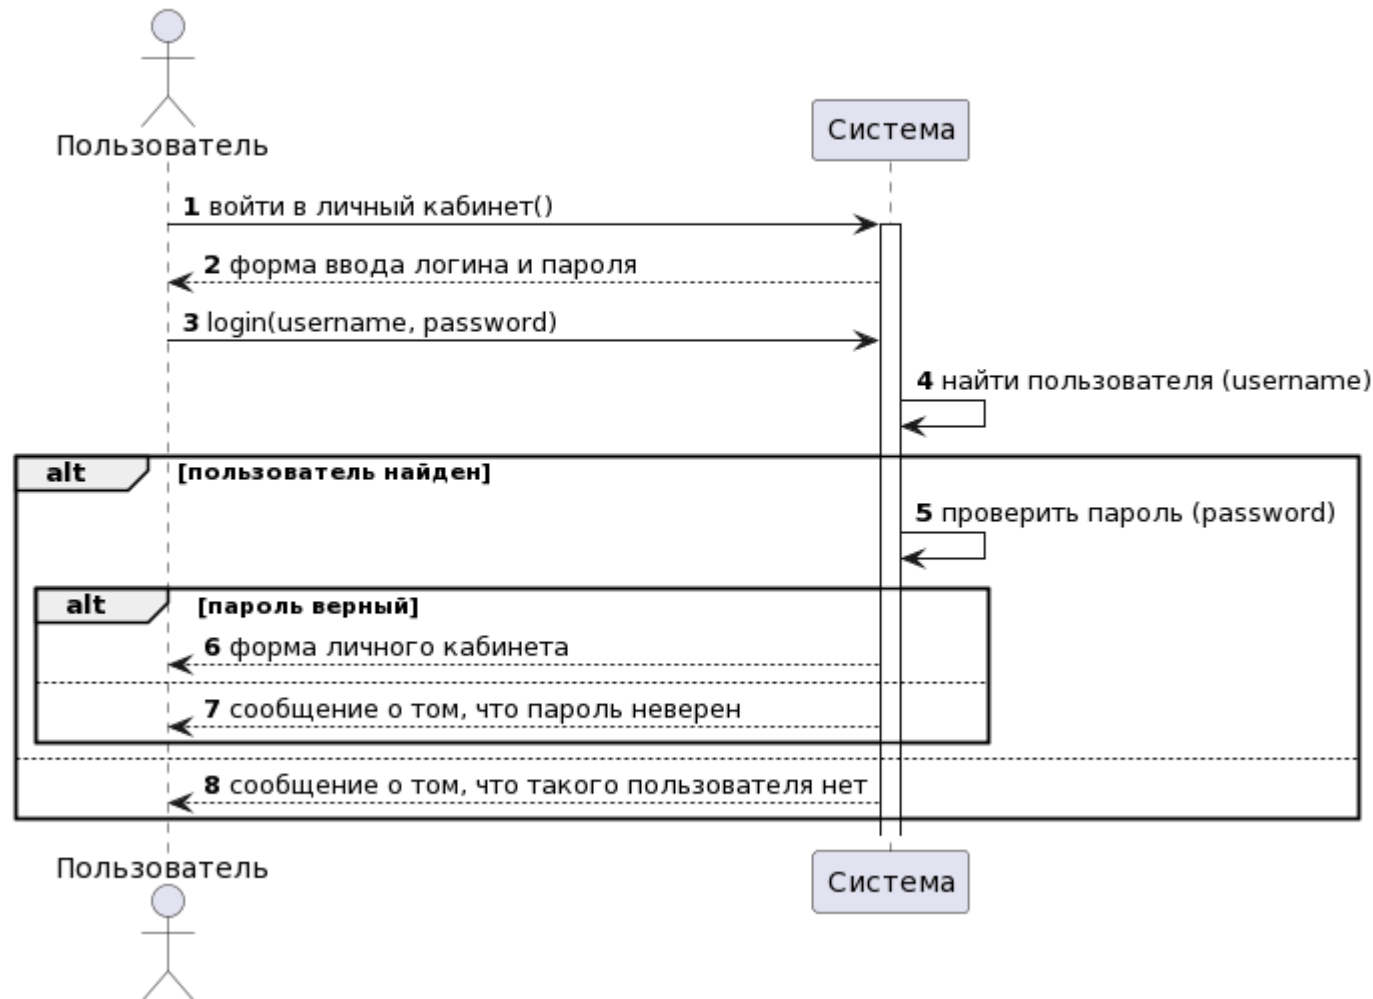 Пользователь
Система
1 войти в личный кабинет()
2 форма ввода логина и пароля
3 login(username, password)
4 найти пользователя (username)
alt [пользователь найден]
5 проверить пароль (password)
alt [пароль верный]
6 форма личного кабинета
7 сообщение о том, что пароль неверен
8 сообщение о том, что такого пользователя нет
Пользователь
Система